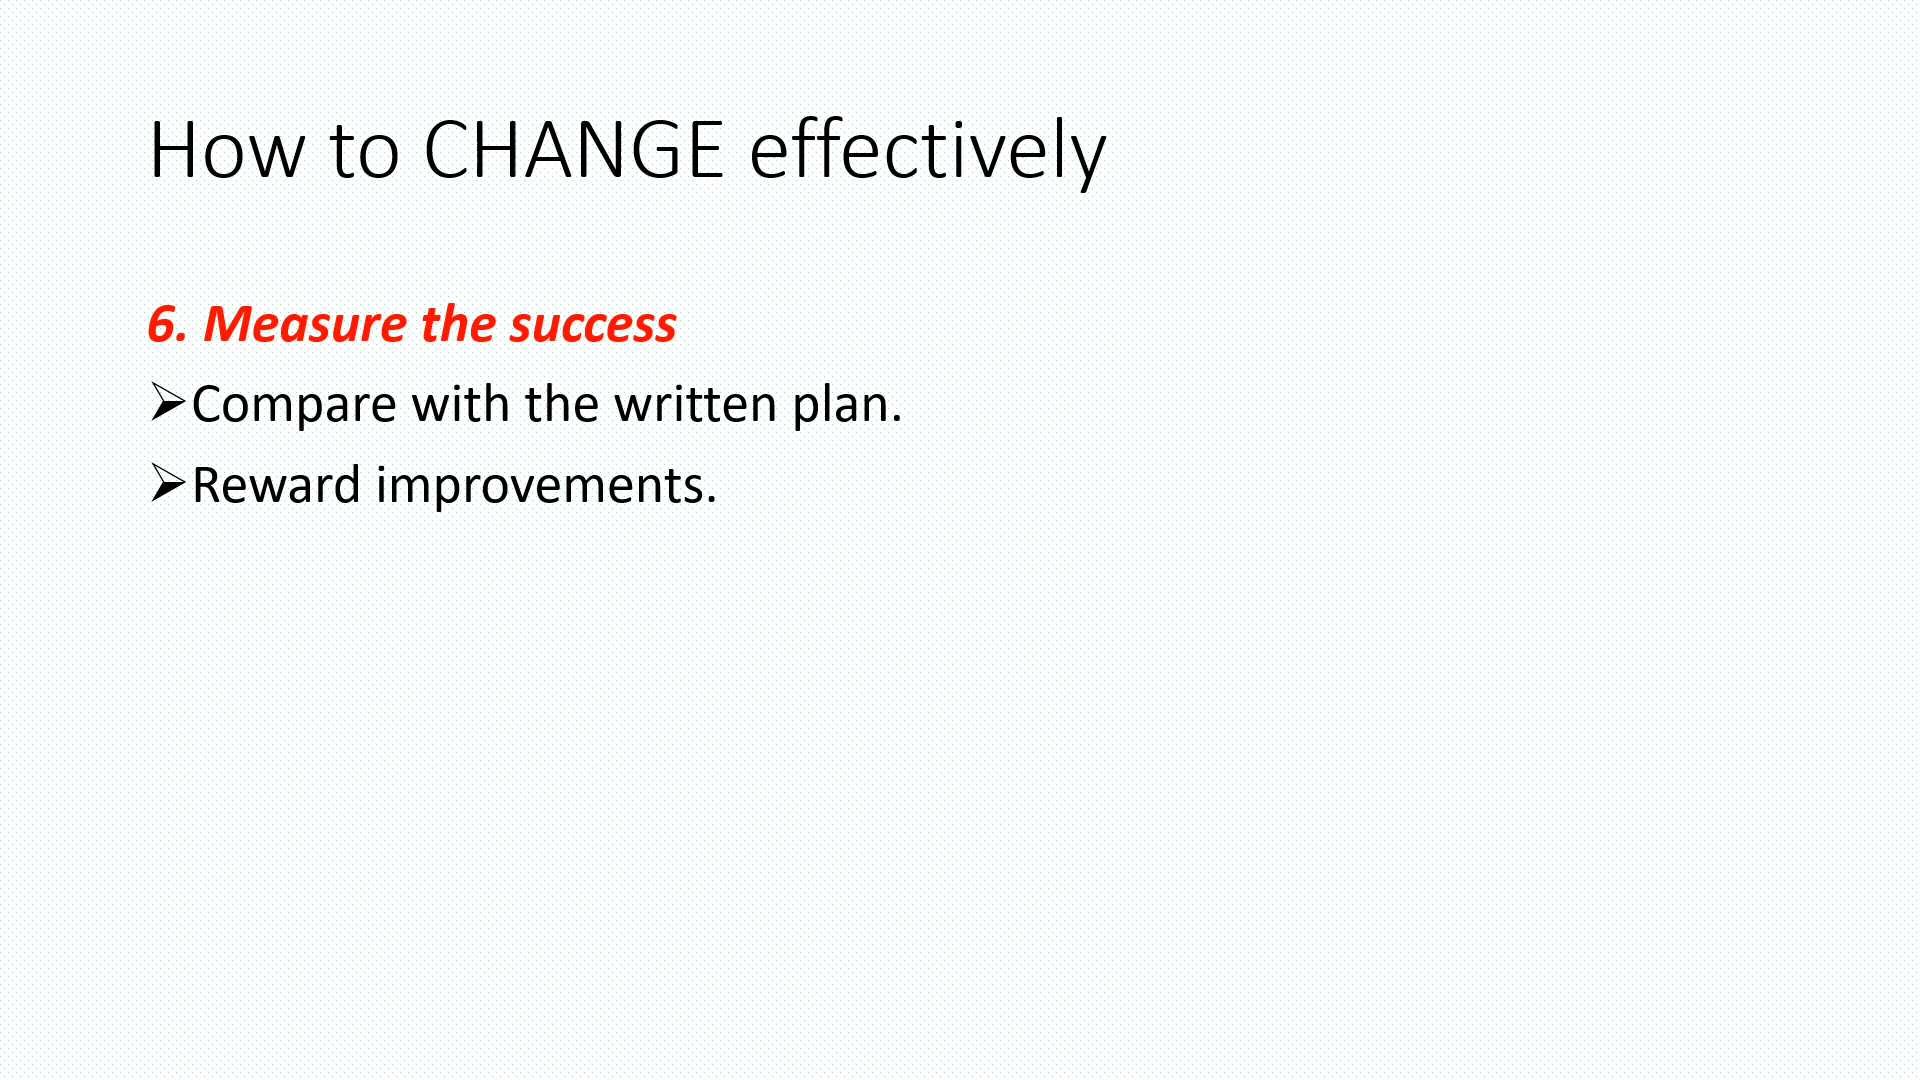 How to CHANGE effectively
6. Measure the success
➢Compare with the written plan.
➢Reward improvements.